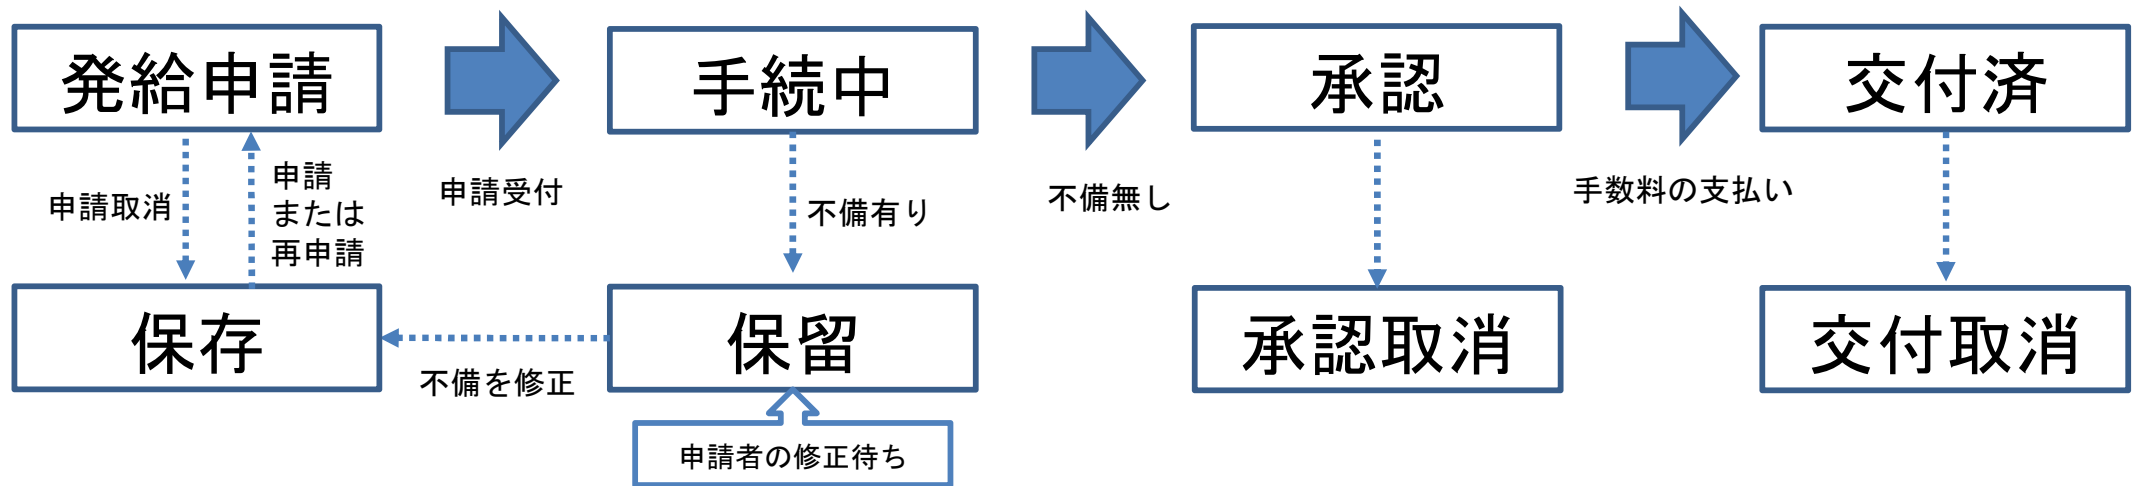 発給申請
手続中
承認
交付済
申請取消
申請
または
再申請
申請受付
不備有り
不備無し
手数料の支払い
保存
保留
承認取消
交付取消
不備を修正
申請者の修正待ち